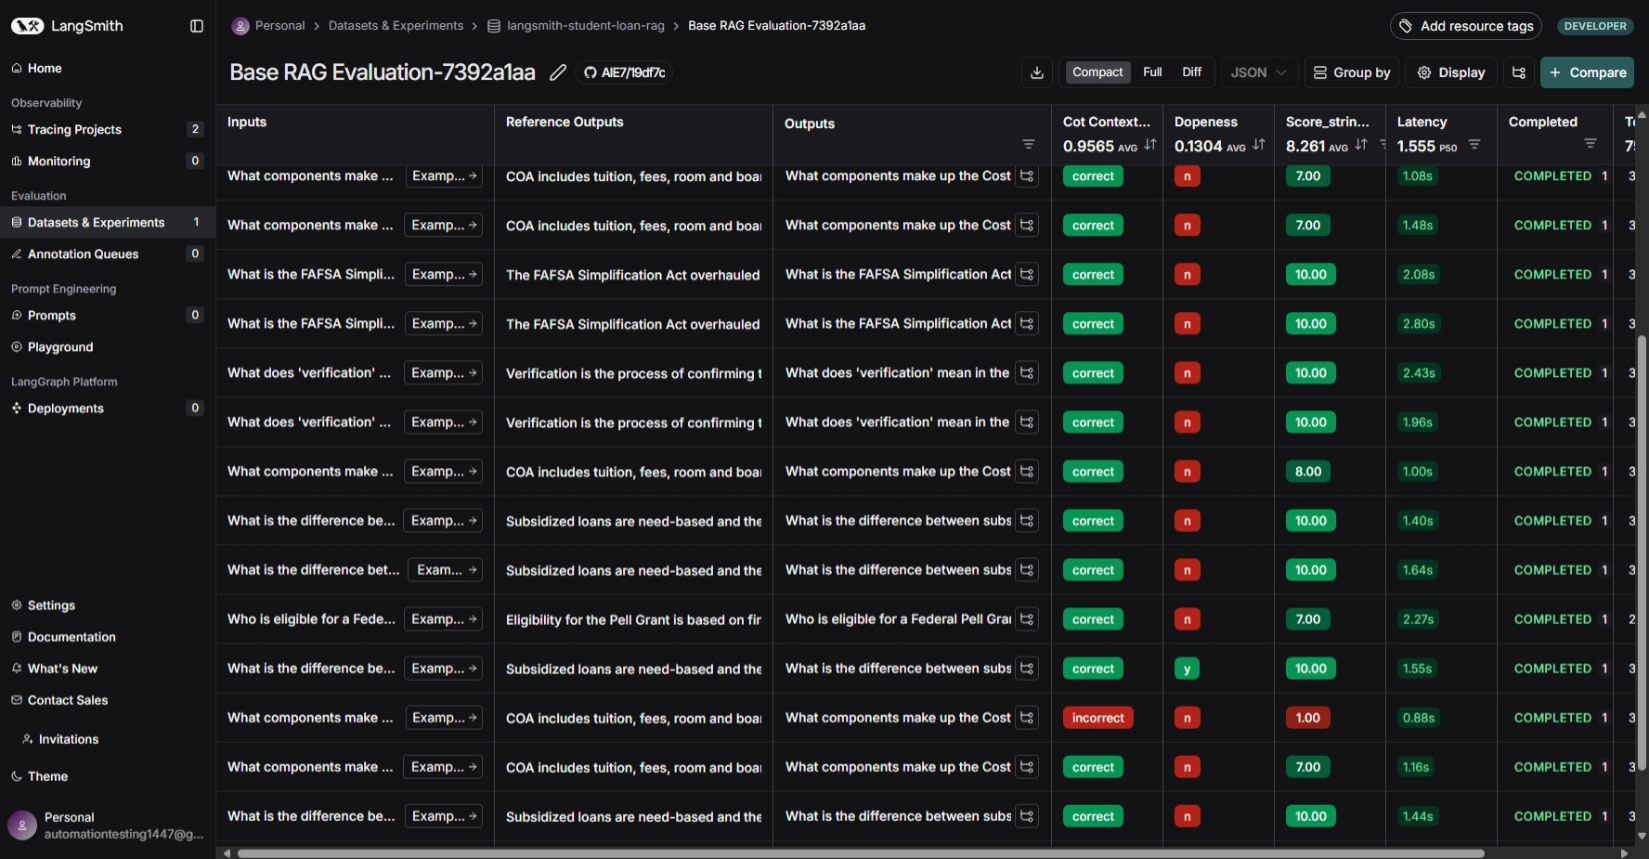 LangSmith
Personal > Datasets & Experiments > langsmith-student-loan-rag > Base RAG Evaluation-7392a1aa
Add resource tags
DEVELOPER
Home
Observability
Tracing Projects 2
Monitoring 0
Evaluation
Datasets & Experiments 1
Annotation Queues 0
Prompt Engineering
Prompts 0
Playground
LangGraph Platform
Deployments 0
Settings
Documentation
What's New
Contact Sales
Invitations
Theme
Personal
automationtesting1447@g...
Base RAG Evaluation-7392a1aa
AIE7/19df7c
Compact Full Diff JSON Group by Display + Compare
Inputs Reference Outputs Outputs Cot Context... Dopeness Score_strin... Latency Completed
0.9565 AVG 0.1304 AVG 8.261 AVG 1.555 P50
What components make ... Examp... → COA includes tuition, fees, room and boar What components make up the Cost correct n 7.00 1.08s COMPLETED 1 3
What components make ... Examp... → COA includes tuition, fees, room and boar What components make up the Cost correct n 7.00 1.48s COMPLETED 1 3
What is the FAFSA Simpli... Examp... → The FAFSA Simplification Act overhauled What is the FAFSA Simplification Act correct n 10.00 2.08s COMPLETED 1 3
What is the FAFSA Simpli... Examp... → The FAFSA Simplification Act overhauled What is the FAFSA Simplification Act correct n 10.00 2.80s COMPLETED 1 3
What does 'verification' ... Examp... → Verification is the process of confirming t What does 'verification' mean in the correct n 10.00 2.43s COMPLETED 1 3
What does 'verification' ... Examp... → Verification is the process of confirming t What does 'verification' mean in the correct n 10.00 1.96s COMPLETED 1 3
What components make ... Examp... → COA includes tuition, fees, room and boar What components make up the Cost correct n 8.00 1.00s COMPLETED 1 3
What is the difference be... Examp... → Subsidized loans are need-based and the What is the difference between subs correct n 10.00 1.40s COMPLETED 1 3
What is the difference bet... Exam... → Subsidized loans are need-based and the What is the difference between subs correct n 10.00 1.64s COMPLETED 1 3
Who is eligible for a Fede... Examp... → Eligibility for the Pell Grant is based on fir Who is eligible for a Federal Pell Gra correct n 7.00 2.27s COMPLETED 1 2
What is the difference be... Examp... → Subsidized loans are need-based and the What is the difference between subs correct y 10.00 1.55s COMPLETED 1 3
What components make ... Examp... → COA includes tuition, fees, room and boar What components make up the Cost incorrect n 1.00 0.88s COMPLETED 1 3
What components make ... Examp... → COA includes tuition, fees, room and boar What components make up the Cost correct n 7.00 1.16s COMPLETED 1 3
What is the difference be... Examp... → Subsidized loans are need-based and the What is the difference between subs correct n 10.00 1.44s COMPLETED 1 3